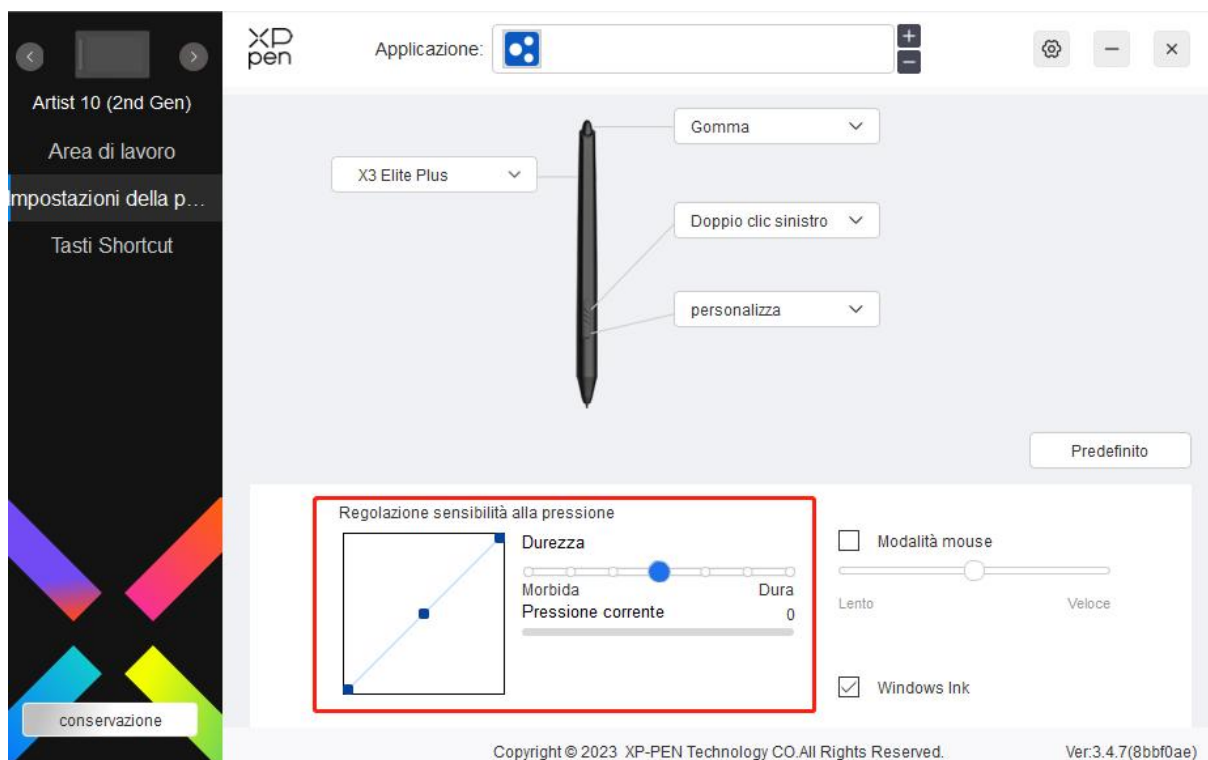 XP
pen
Applicazione:
Artist 10 (2nd Gen)
Area di lavoro
mpostazioni della p...
Tasti Shortcut
Gomma
X3 Elite Plus
Doppio clic sinistro
personalizza
Predefinito
Regolazione sensibilità alla pressione
Durezza
Morbida Dura
Pressione corrente 0
Modalità mouse
Lento Veloce
Windows Ink
conservazione
Copyright © 2023 XP-PEN Technology CO.All Rights Reserved.
Ver:3.4.7(8bbf0ae)